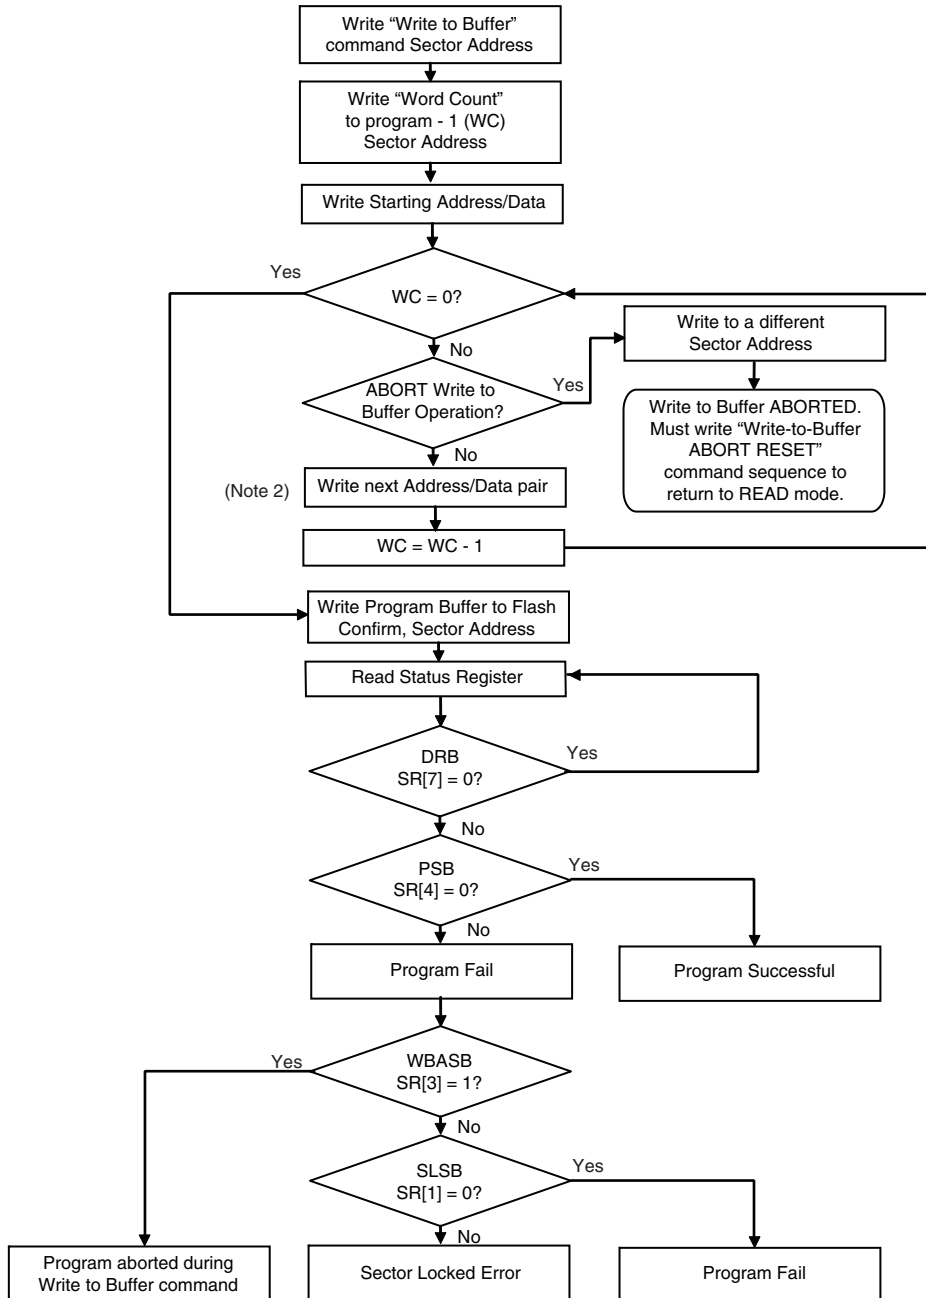 Write “Write to Buffer”
command Sector Address
Write “Word Count”
to program - 1 (WC)
Sector Address
Write Starting Address/Data
Yes
WC = 0?
No
Write to a different
Sector Address
ABORT Write to
Buffer Operation?
Yes
No
Write to Buffer ABORTED.
Must write “Write-to-Buffer
ABORT RESET”
command sequence to
return to READ mode.
(Note 2)
Write next Address/Data pair
WC = WC - 1
Write Program Buffer to Flash
Confirm, Sector Address
Read Status Register
DRB
SR[7] = 0?
Yes
No
PSB
SR[4] = 0?
Yes
No
Program Fail
Program Successful
Yes
WBASB
SR[3] = 1?
No
SLSB
SR[1] = 0?
Yes
No
Program aborted during
Write to Buffer command
Sector Locked Error
Program Fail